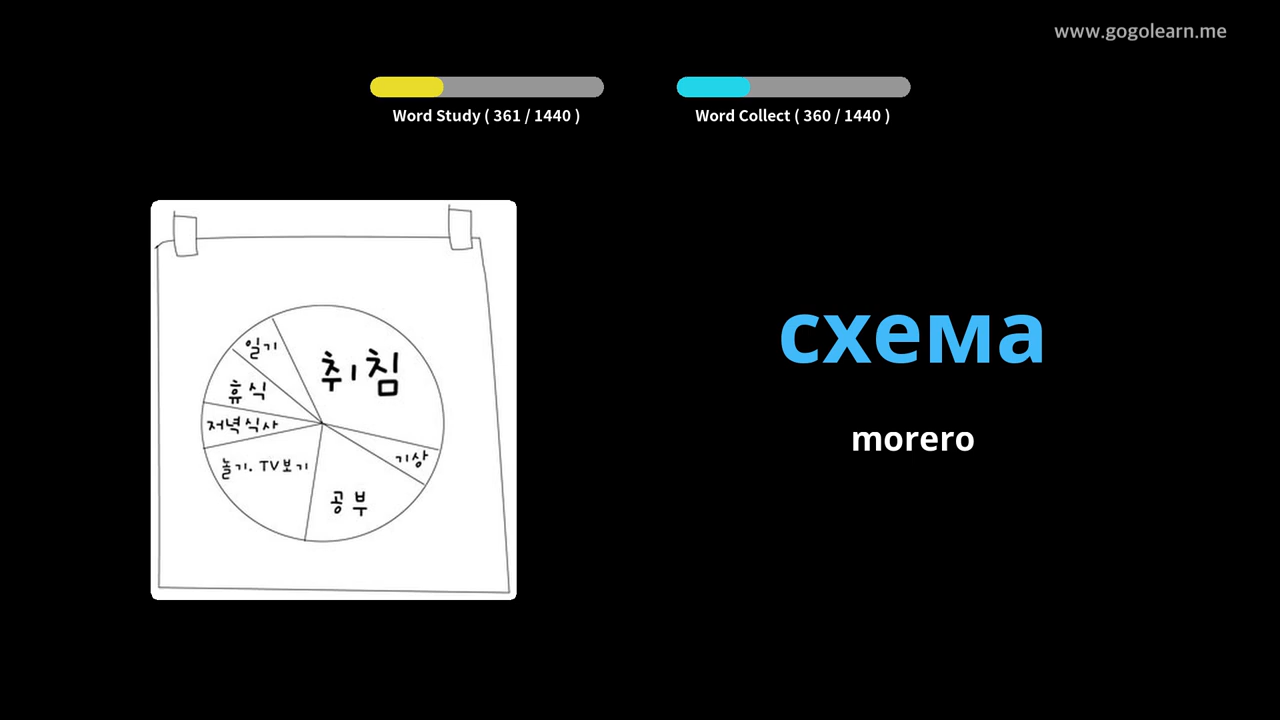 www.gogolearn.me
Word Study ( 361 / 1440 )
Word Collect ( 360 / 1440 )
일기
취침
휴식
저녁식사
놀기. TV보기
기상
공부
схема
morero